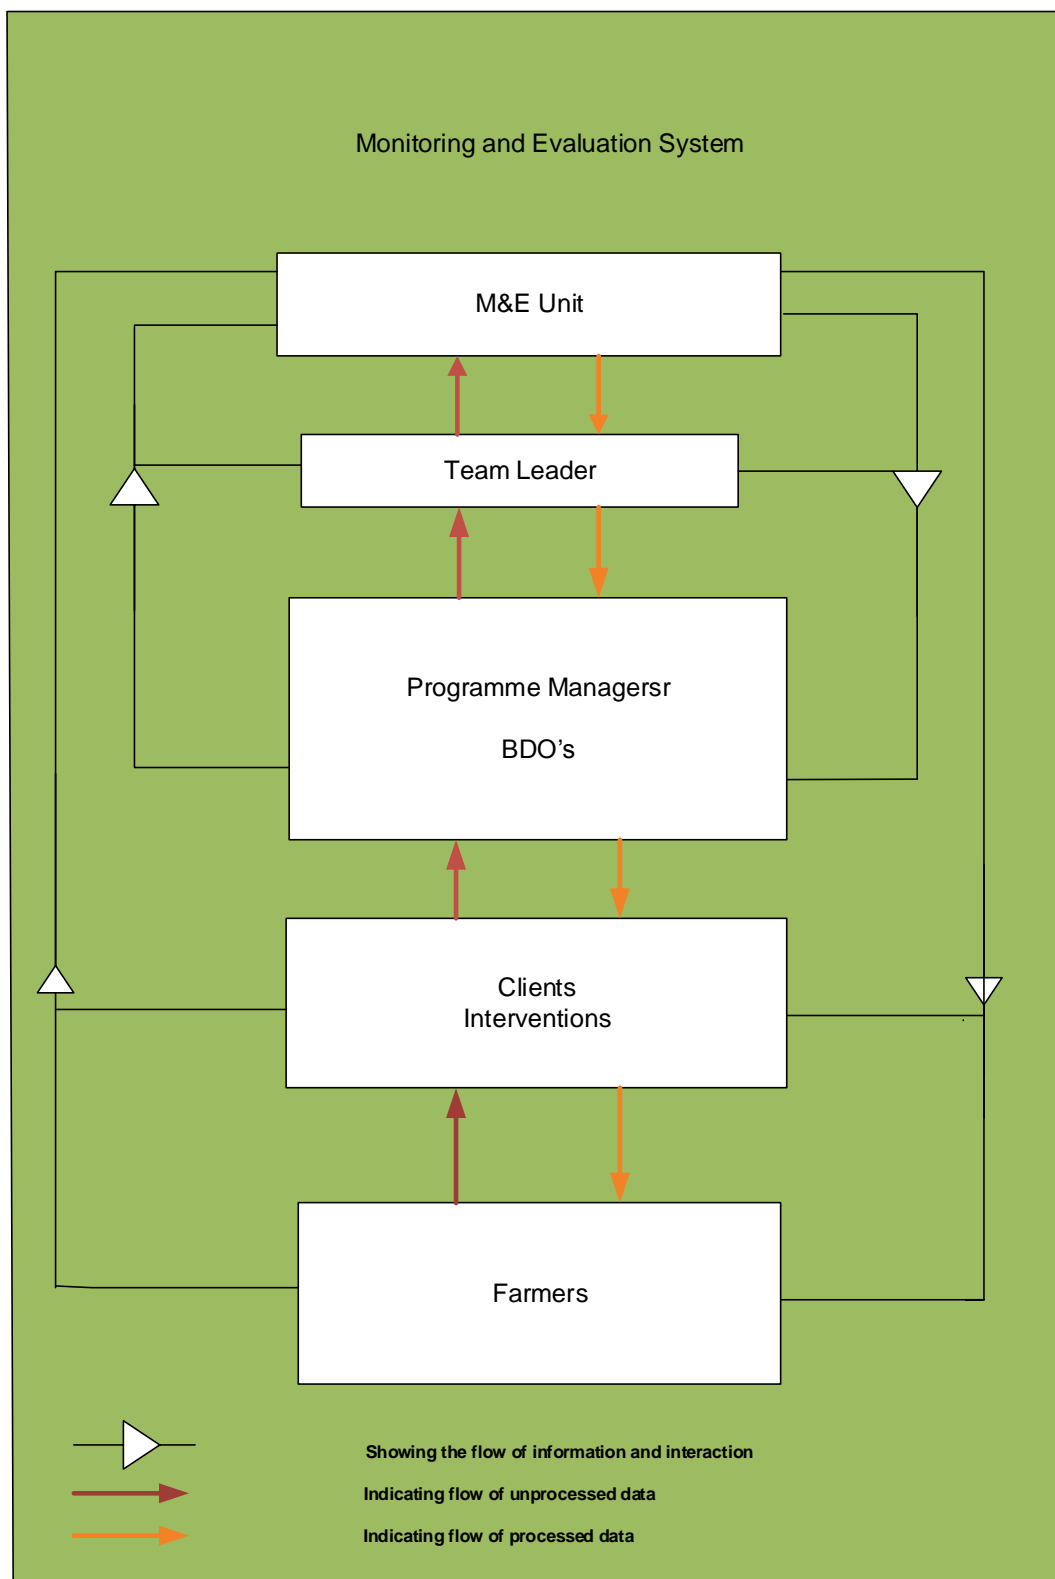 Monitoring and Evaluation System
M&E Unit
Team Leader
Programme Managersr
BDO’s
Clients
Interventions
Farmers
Showing the flow of information and interaction
Indicating flow of unprocessed data
Indicating flow of processed data